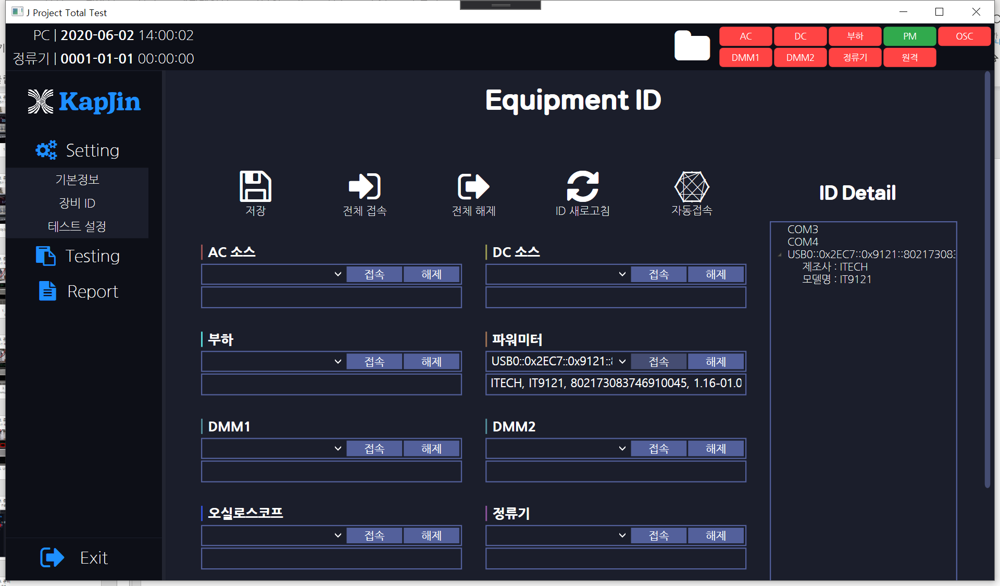 J Project Total Test
PC | 2020-06-02 14:00:02
정류기 | 0001-01-01 00:00:00
AC
DC
부하
PM
OSC
DMM1
DMM2
정류기
원격
KapJin
Setting
기본정보
장비 ID
테스트 설정
Testing
Report
Exit
Equipment ID
저장
전체 접속
전체 해제
ID 새로고침
자동접속
AC 소스
접속
해제
DC 소스
접속
해제
부하
접속
해제
파워미터
USB0::0x2EC7::0x9121::
접속
해제
ITECH, IT9121, 802173083746910045, 1.16-01.0
DMM1
접속
해제
DMM2
접속
해제
오실로스코프
접속
해제
정류기
접속
해제
ID Detail
COM3
COM4
USB0::0x2EC7::0x9121::80217308
제조사 : ITECH
모델명 : IT9121